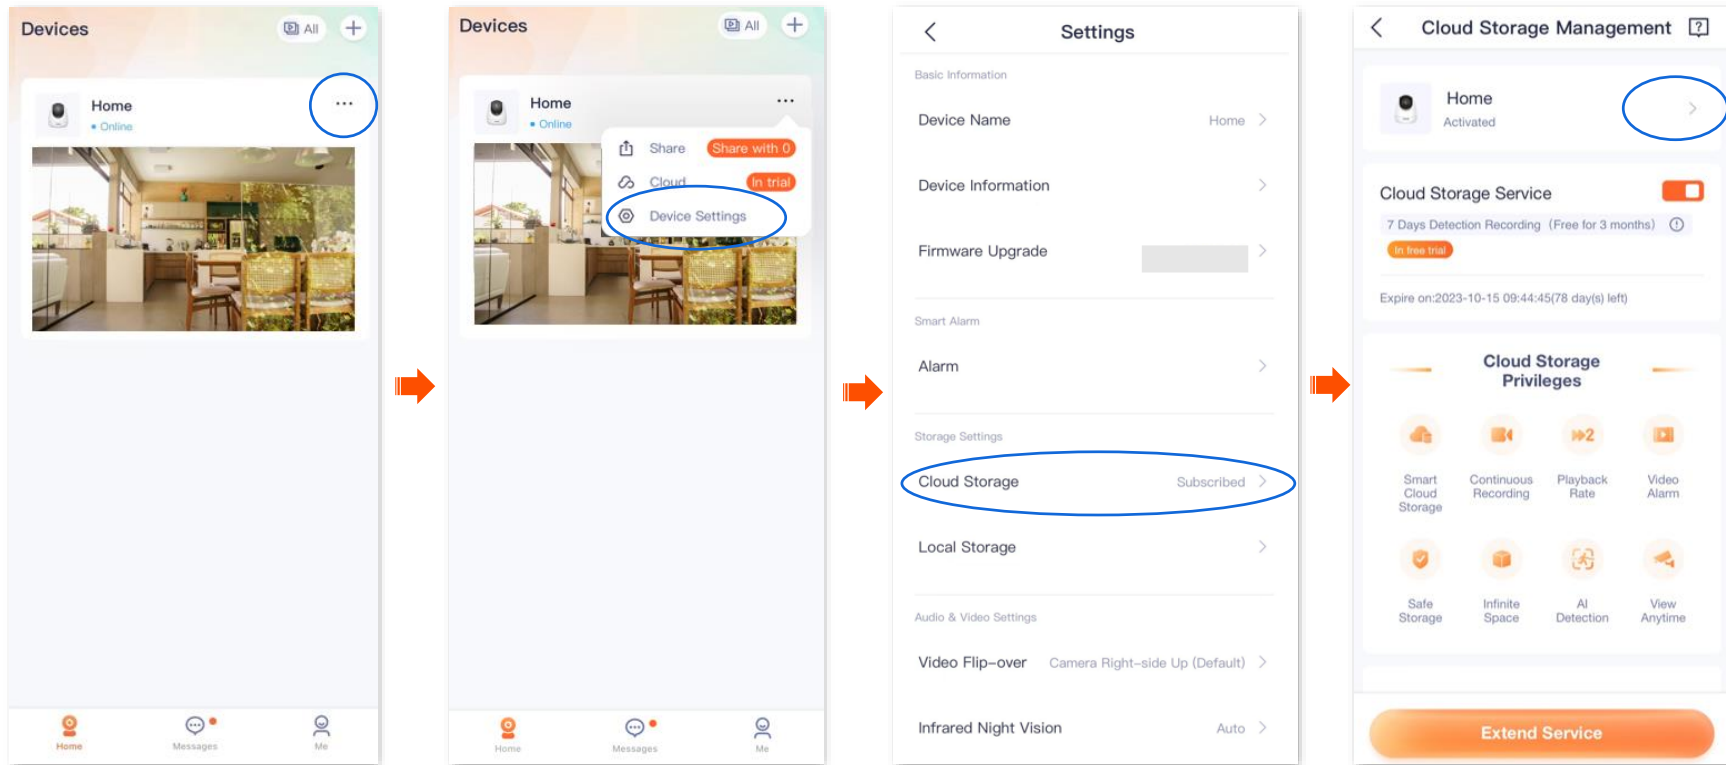 Devices
All
Home
• Online
Home
Messages
Me
Devices
All
Home
• Online
Share
Share with 0
Cloud
In trial
Device Settings
Home
Messages
Me
Settings
Basic Information
Device Name
Home
Device Information
Firmware Upgrade
Smart Alarm
Alarm
Storage Settings
Cloud Storage
Subscribed
Local Storage
Audio & Video Settings
Video Flip-over
Camera Right-side Up (Default)
Infrared Night Vision
Auto
Cloud Storage Management
Home
Activated
Cloud Storage Service
7 Days Detection Recording (Free for 3 months)
In free trial
Expire on:2023-10-15 09:44:45(78 day(s) left)
Cloud Storage
Privileges
2
Smart
Cloud
Storage
Continuous
Recording
Playback
Rate
Video
Alarm
Safe
Storage
Infinite
Space
AI
Detection
View
Anytime
Extend Service